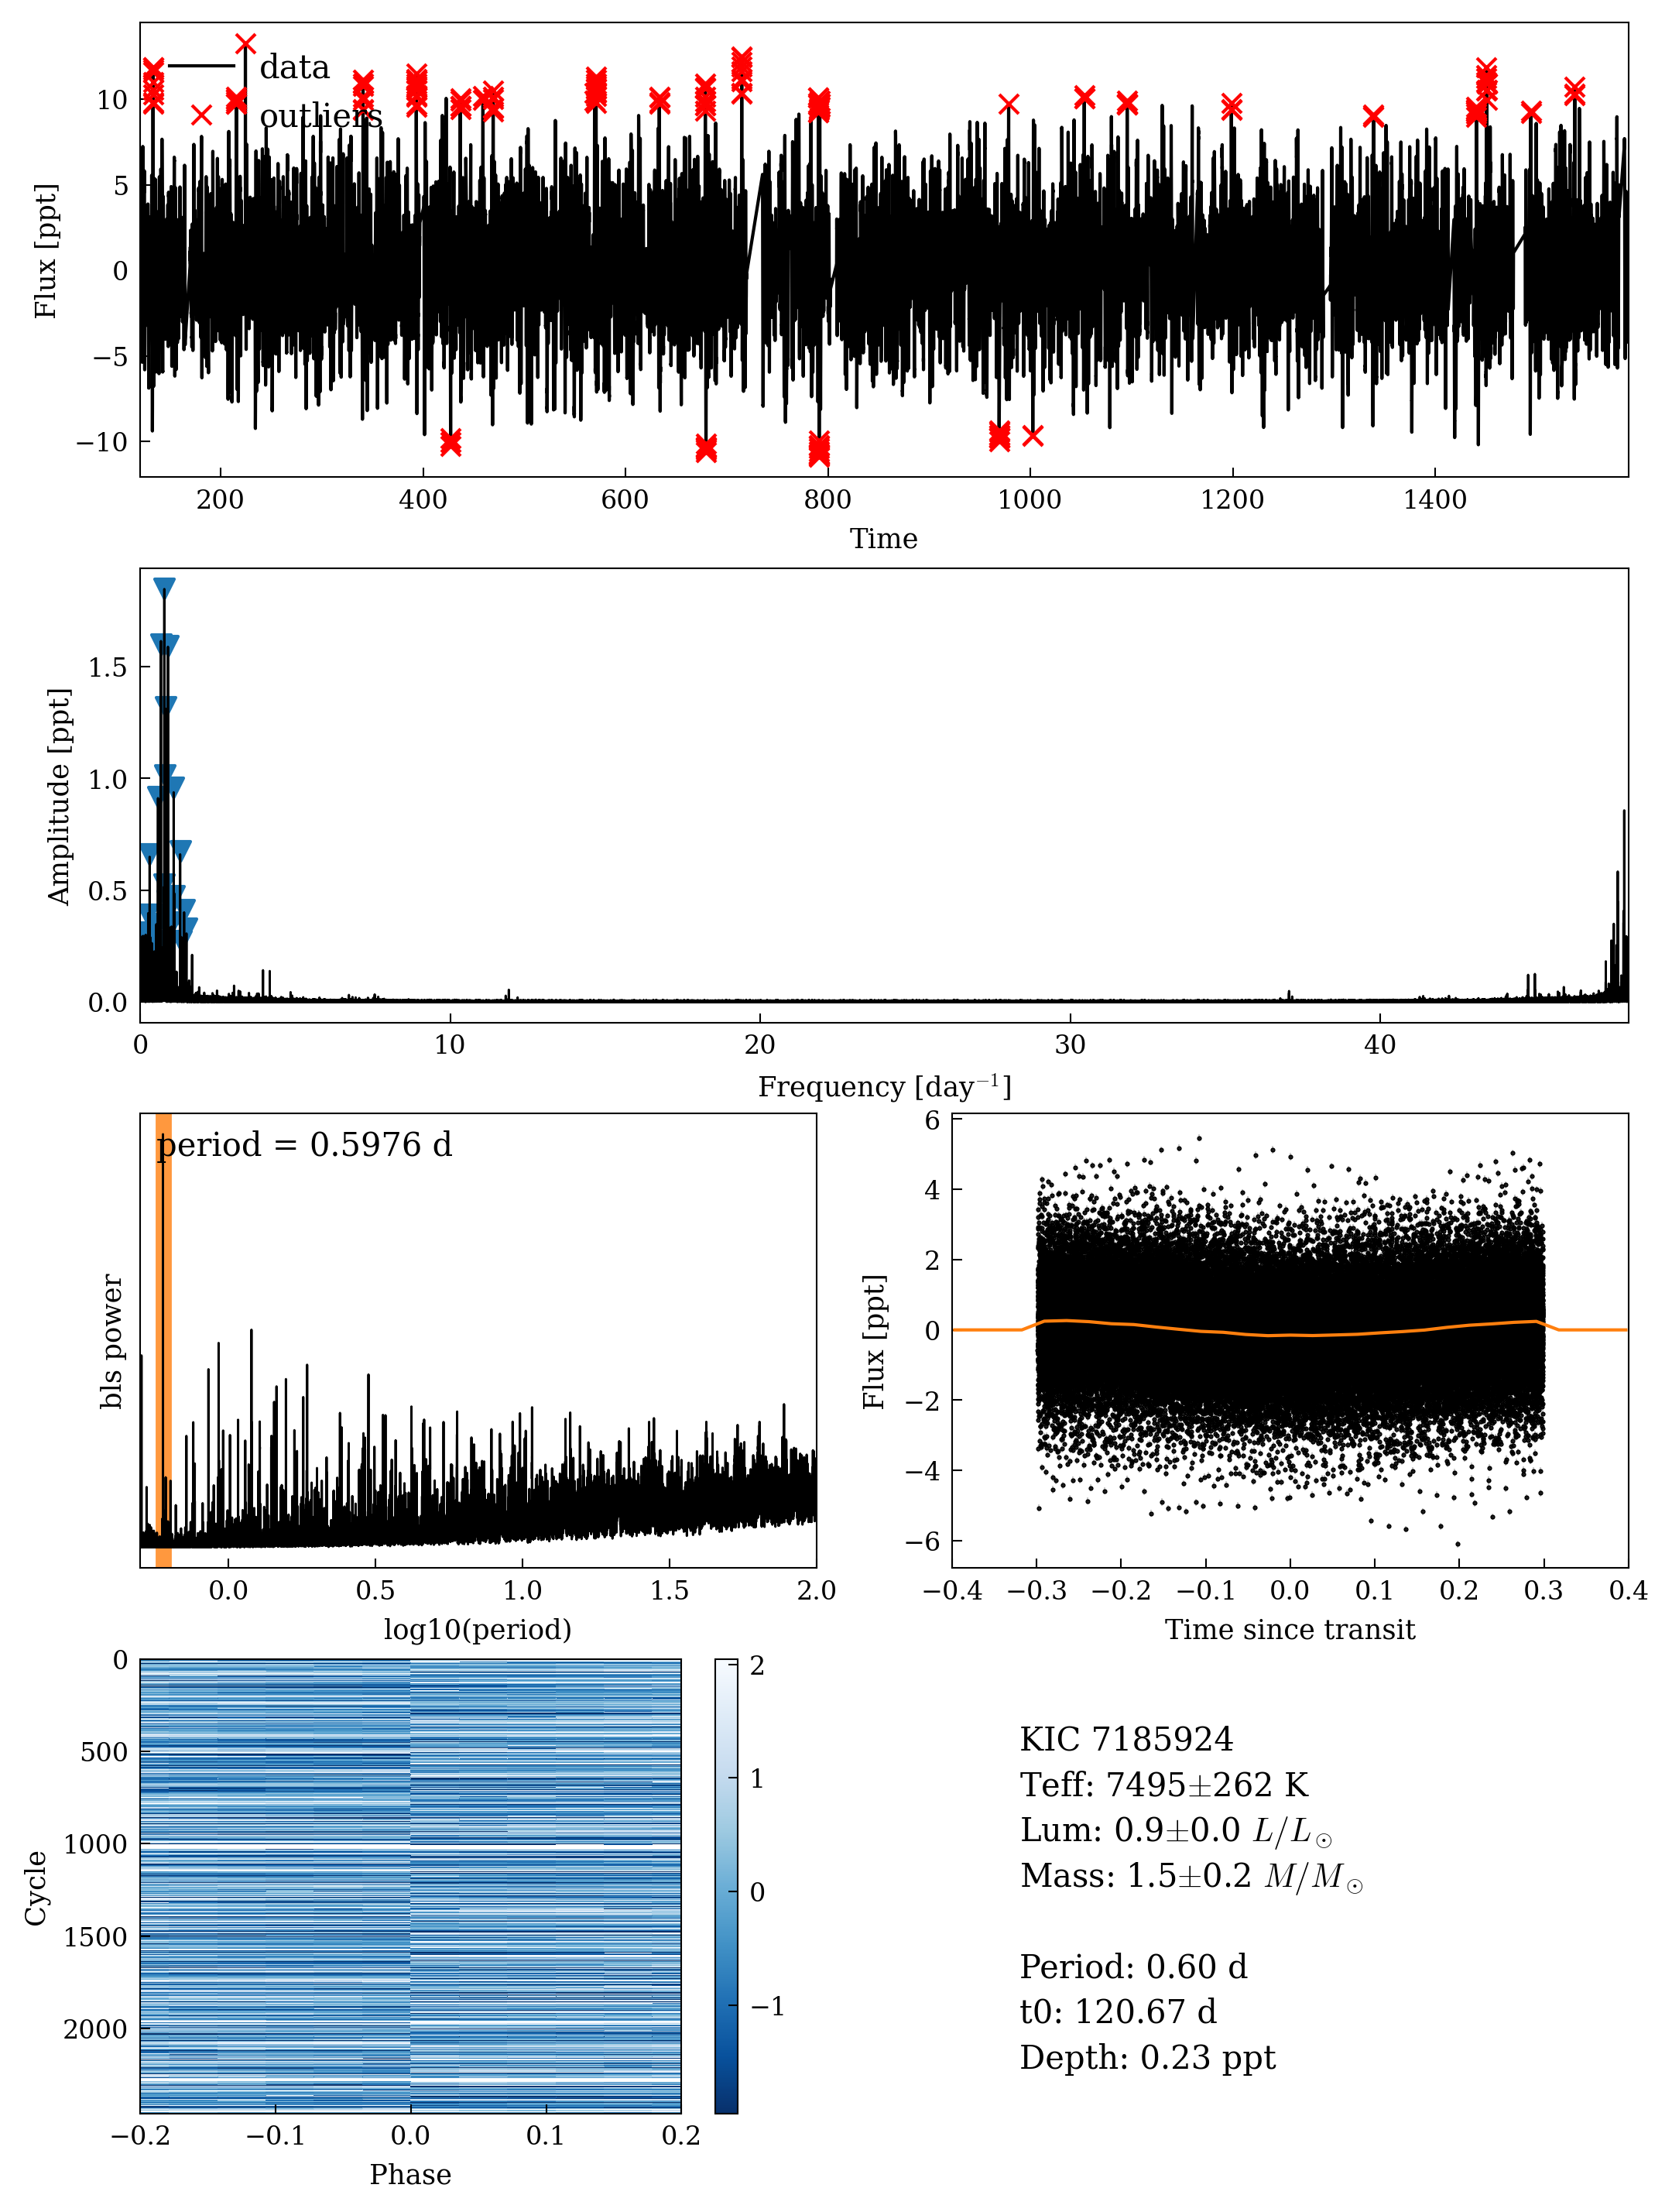 data
outliers
10
5
0
−5
−10
Flux [ppt]
200 400 600 800 1000 1200 1400
Time
1.5
1.0
0.5
0.0
Amplitude [ppt]
0 10 20 30 40
Frequency [day⁻¹]
period = 0.5976 d
bls power
0.0 0.5 1.0 1.5 2.0
log10(period)
6
4
2
0
−2
−4
−6
Flux [ppt]
−0.4 −0.3 −0.2 −0.1 0.0 0.1 0.2 0.3 0.4
Time since transit
0
500
1000
1500
2000
Cycle
−0.2 −0.1 0.0 0.1 0.2
Phase
2
1
0
−1
KIC 7185924
Teff: 7495±262 K
Lum: 0.9±0.0 L/L☉
Mass: 1.5±0.2 M/M☉
Period: 0.60 d
t0: 120.67 d
Depth: 0.23 ppt